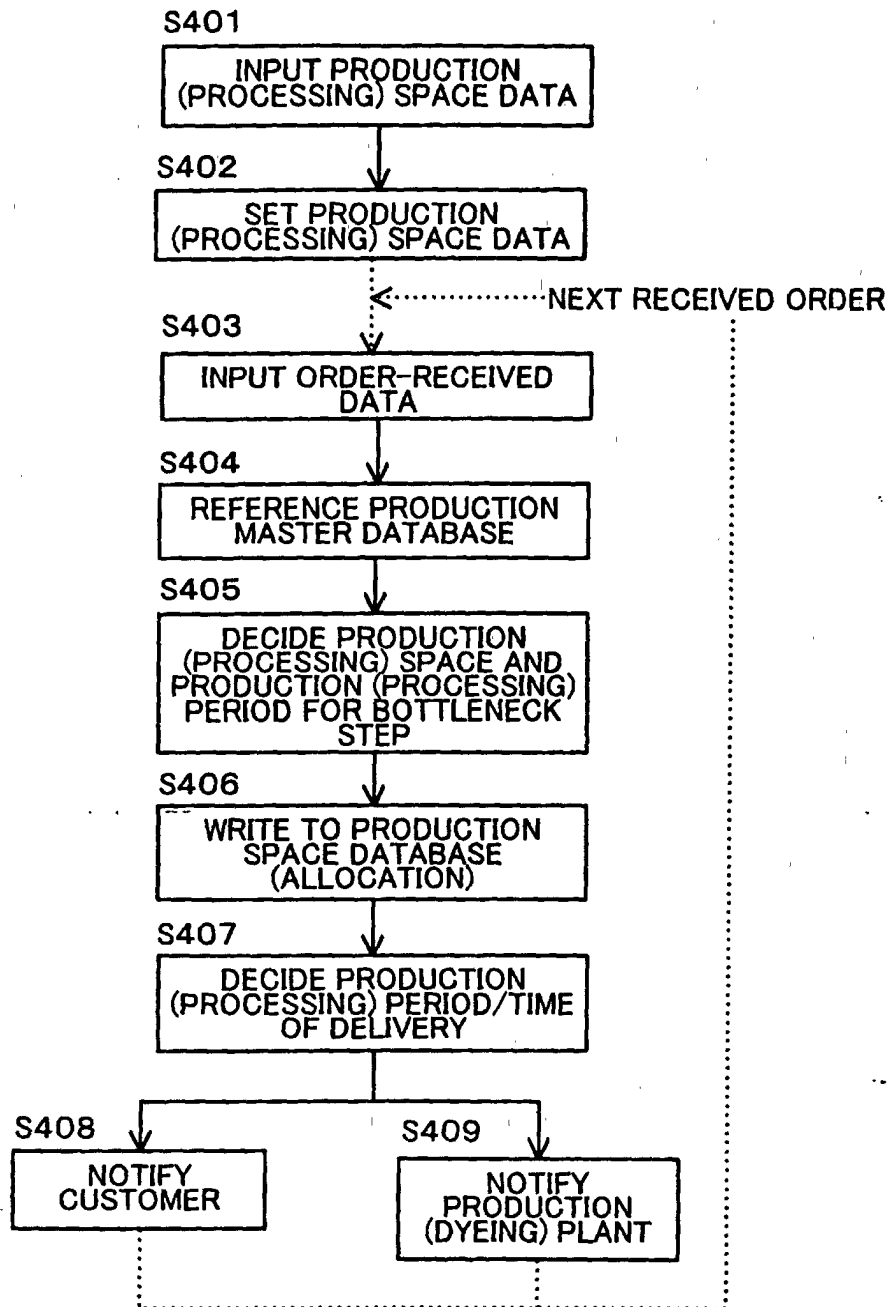 S401
INPUT PRODUCTION
(PROCESSING) SPACE DATA
S402
SET PRODUCTION
(PROCESSING) SPACE DATA
NEXT RECEIVED ORDER
S403
INPUT ORDER-RECEIVED
DATA
S404
REFERENCE PRODUCTION
MASTER DATABASE
S405
DECIDE PRODUCTION
(PROCESSING) SPACE AND
PRODUCTION (PROCESSING)
PERIOD FOR BOTTLENECK
STEP
S406
WRITE TO PRODUCTION
SPACE DATABASE
(ALLOCATION)
S407
DECIDE PRODUCTION
(PROCESSING) PERIOD/TIME
OF DELIVERY
S408
NOTIFY
CUSTOMER
S409
NOTIFY
PRODUCTION
(DYEING) PLANT